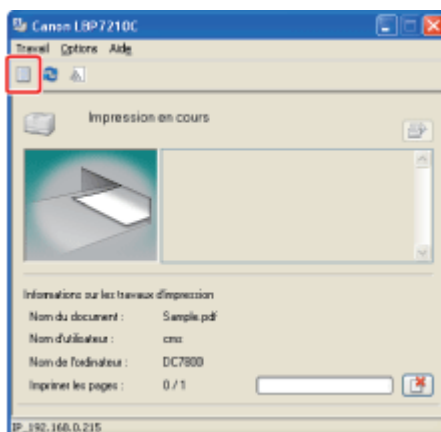 Canon LBP7210C
Travail Options Aide
Impression en cours
Informations sur les travaux d'impression
Nom du document : Sample.pdf
Nom d'utilisateur : cmc
Nom de l'ordinateur : DC7800
Imprimer les pages : 0 / 1
IP_192.168.0.215